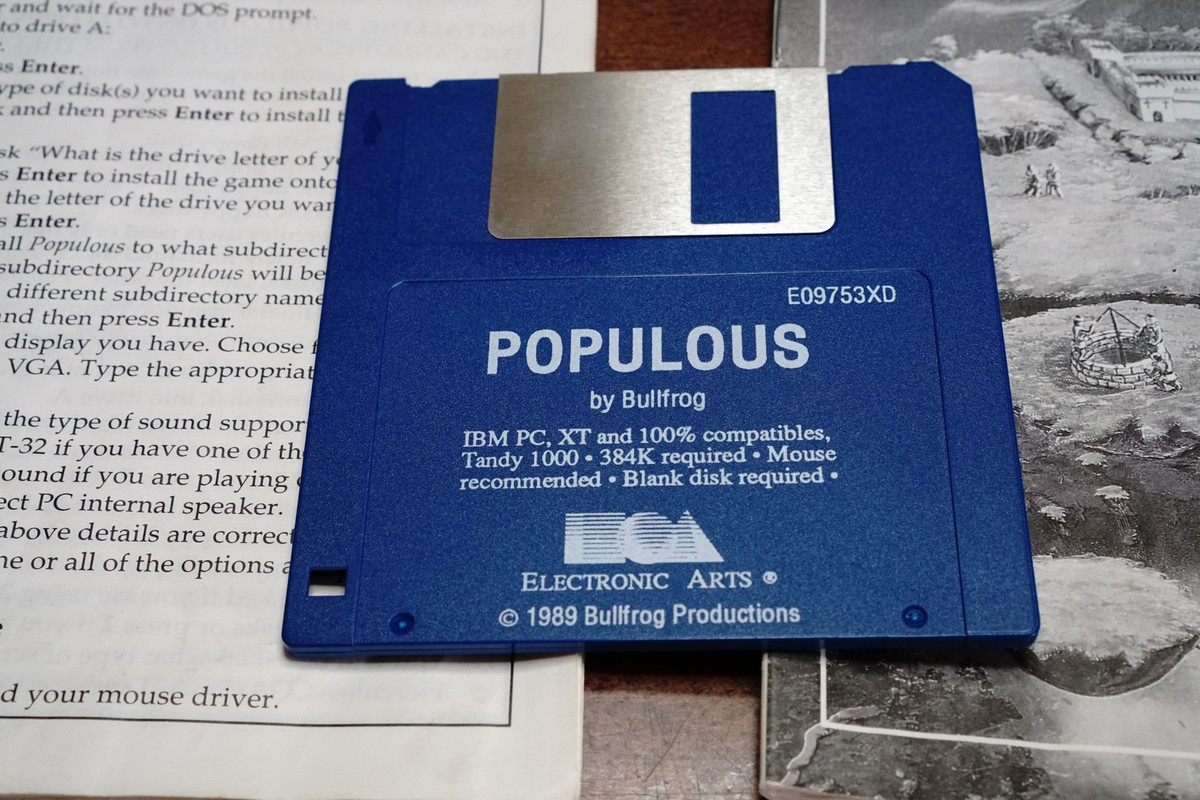 r and wait for the DOS prompt.
to drive A:
ss Enter.
ype of disk(s) you want to install
k and then press Enter to install t
sk “What is the drive letter of y
s Enter to install the game onto
the letter of the drive you wan
s Enter.
all Populous to what subdirect
subdirectory Populous will be
different subdirectory name
nd then press Enter.
display you have. Choose f
VGA. Type the appropriat
the type of sound suppor
T-32 if you have one of th
ound if you are playing
ect PC internal speaker.
above details are correct
ne or all of the options a
d your mouse driver.
E09753XD
POPULOUS
by Bullfrog
IBM PC, XT and 100% compatibles,
Tandy 1000 • 384K required • Mouse
recommended • Blank disk required •
ECA
ELECTRONIC ARTS ®
© 1989 Bullfrog Productions